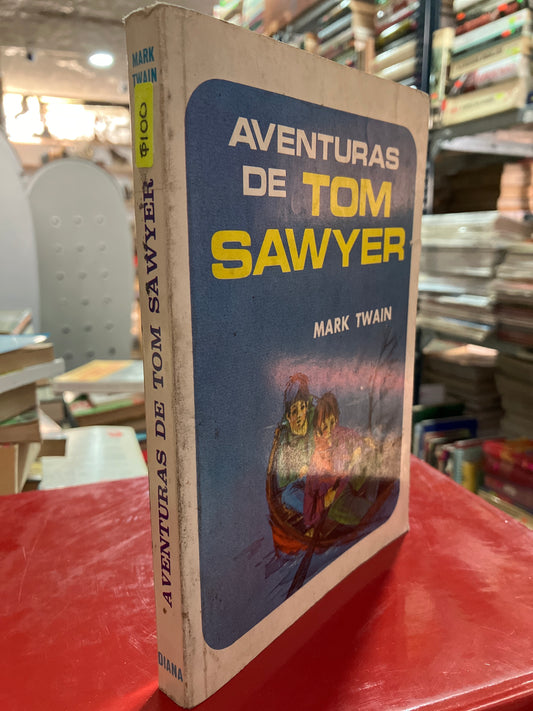 MARK
TWAIN
$100
AVENTURAS DE TOM SAWYER
DIANA
AVENTURAS
DE TOM
SAWYER
MARK TWAIN